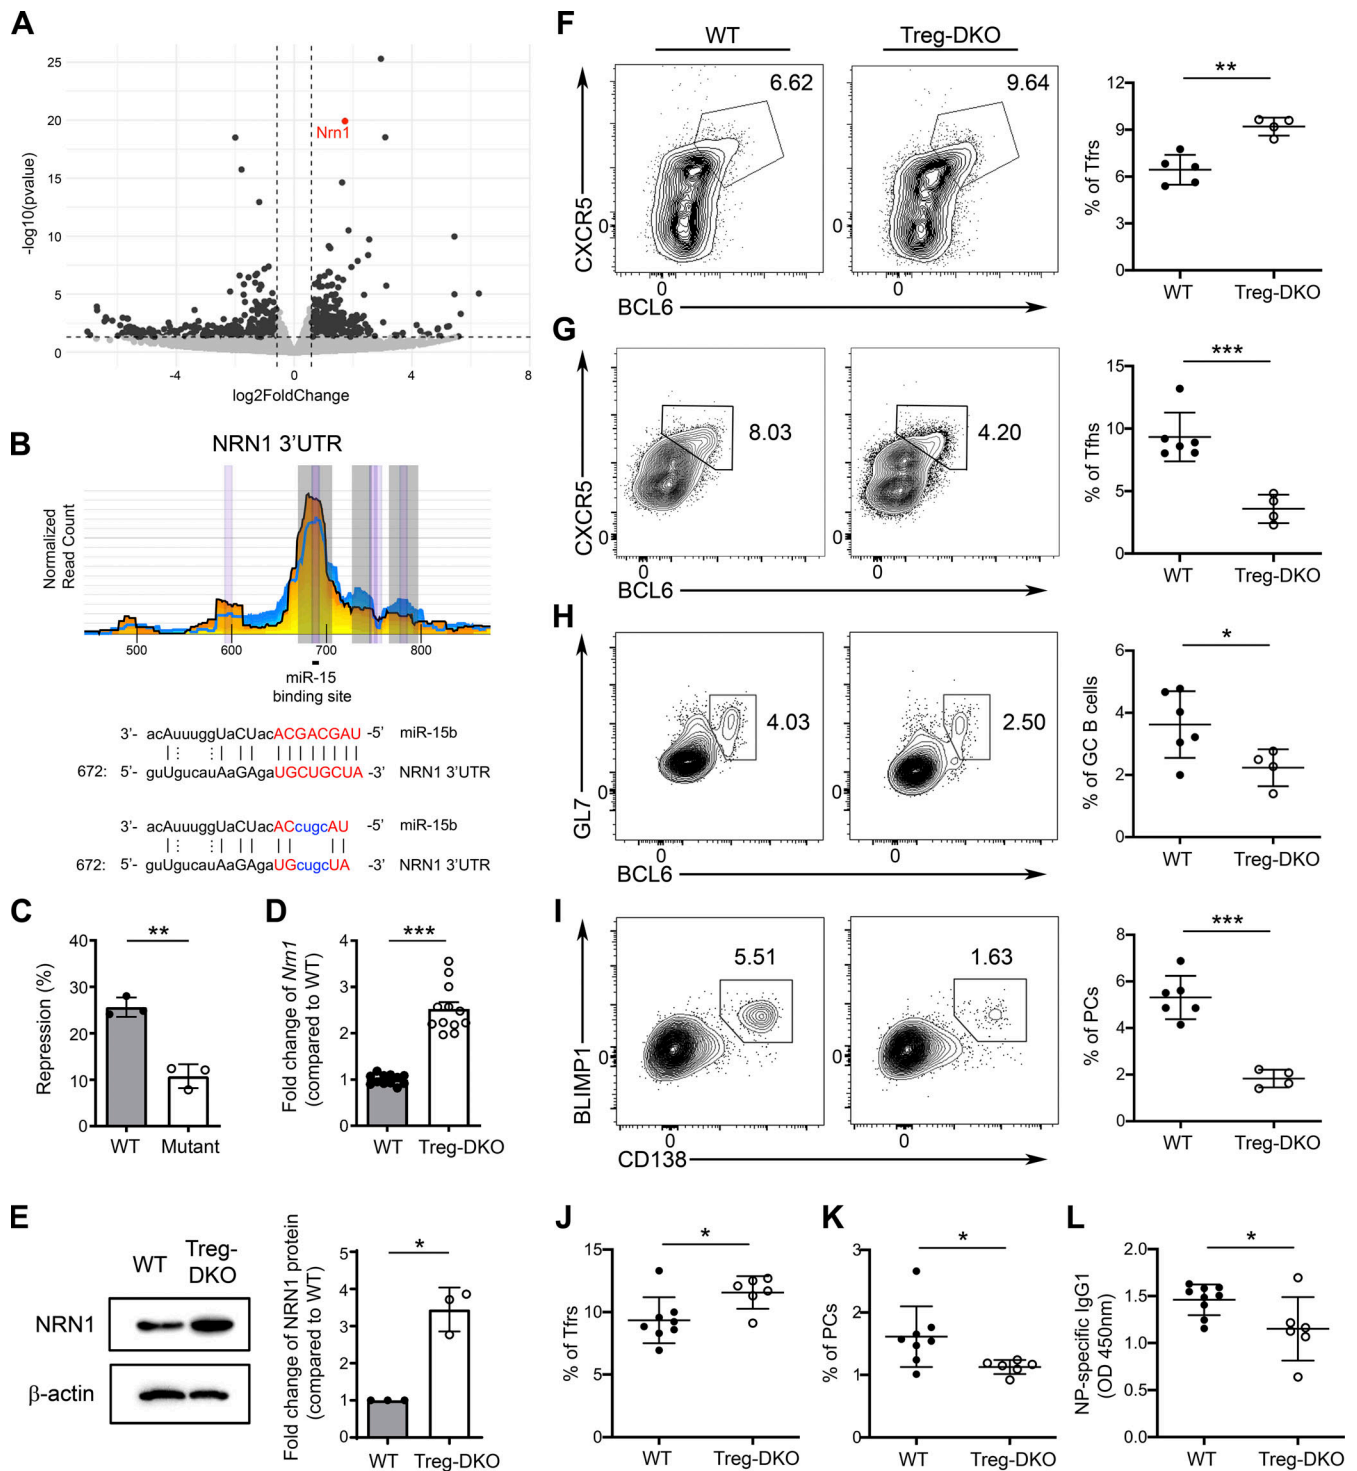 A
25
20
15
10
5
0
-log10(pvalue)
Nrn1
-4
0
4
8
log2FoldChange
B
NRN1 3'UTR
Normalized
Read Count
500
600
700
800
miR-15
binding site
3'- acAuuuggUaCUacACGACGAU -5' miR-15b
672: 5'- guUgucauAaGAgaUGCUGCUA -3' NRN1 3'UTR
3'- acAuuuggUaCUacACcugcAU -5' miR-15b
672: 5'- guUgucauAaGAgaUGcugcUA -3' NRN1 3'UTR
C
Repression (%)
40
30
20
10
0
**
WT
Mutant
D
Fold change of Nrn1
(compared to WT)
4
3
2
1
0
***
WT
Treg-DKO
E
WT
Treg-
DKO
NRN1
β-actin
Fold change of NRN1 protein
(compared to WT)
5
4
3
2
1
0
*
WT
Treg-DKO
F
WT
Treg-DKO
6.62
9.64
CXCR5
0
0
0
0
BCL6
% of Tfrs
12
9
6
3
0
**
WT
Treg-DKO
G
8.03
4.20
CXCR5
0
0
0
0
BCL6
% of Tfhs
15
10
5
0
***
WT
Treg-DKO
H
4.03
2.50
GL7
0
0
0
0
BCL6
% of GC B cells
6
4
2
0
*
WT
Treg-DKO
I
5.51
1.63
BLIMP1
0
0
0
0
CD138
% of PCs
8
6
4
2
0
***
WT
Treg-DKO
J
% of Tfrs
15
10
5
0
*
WT
Treg-DKO
K
% of PCs
3
2
1
0
*
WT
Treg-DKO
L
NP-specific IgG1
(OD 450nm)
2.0
1.5
1.0
0.5
0.0
*
WT
Treg-DKO